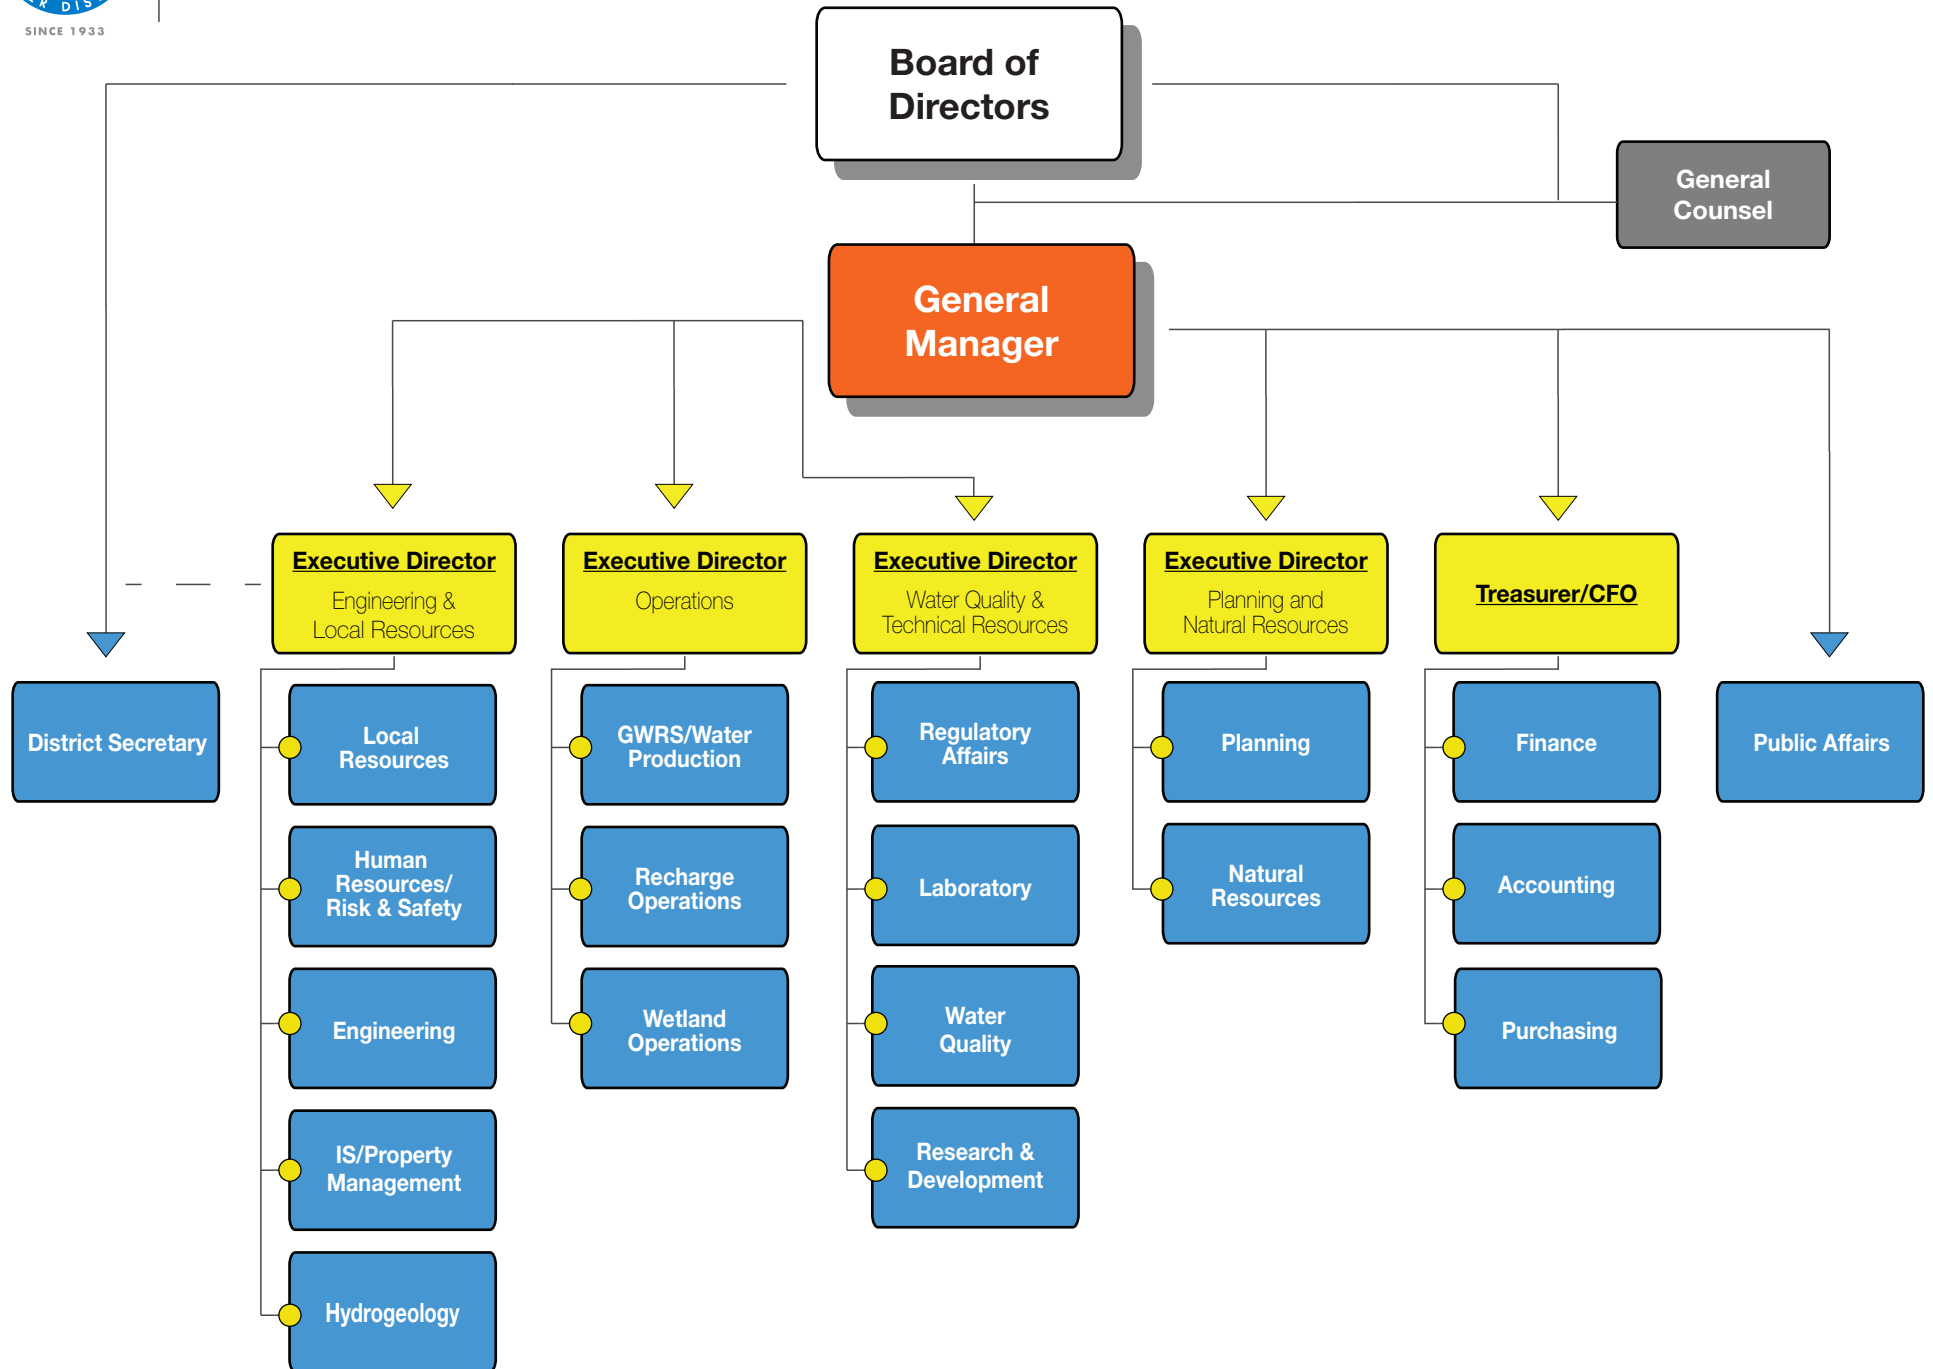 SINCE 1933
Board of
Directors
General
Counsel
General
Manager
Executive Director
Engineering &
Local Resources
Executive Director
Operations
Executive Director
Water Quality &
Technical Resources
Executive Director
Planning and
Natural Resources
Treasurer/CFO
District Secretary
Local
Resources
Human
Resources/
Risk & Safety
Engineering
IS/Property
Management
Hydrogeology
GWRS/Water
Production
Recharge
Operations
Wetland
Operations
Regulatory
Affairs
Laboratory
Water
Quality
Research &
Development
Planning
Natural
Resources
Finance
Accounting
Purchasing
Public Affairs